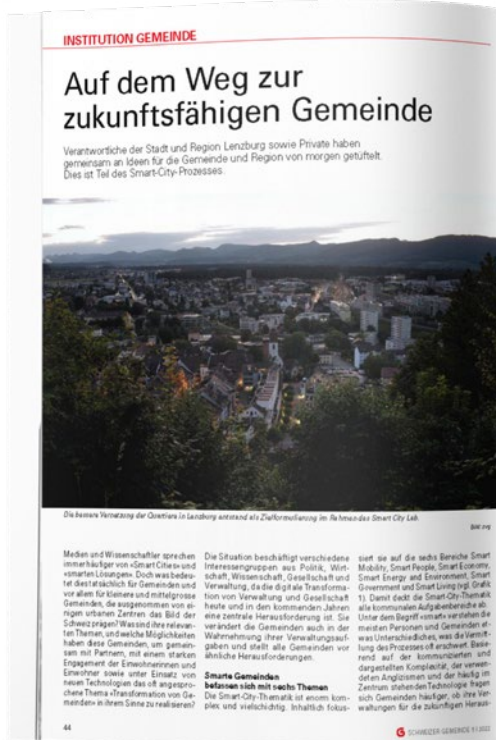 INSTITUTION GEMEINDE
Auf dem Weg zur
zukunftsfähigen Gemeinde
Verantwortliche der Stadt und Region Lenzburg sowie Private haben
gemeinsam an Ideen für die Gemeinde und Region von morgen getüftelt.
Dies ist Teil des Smart-City-Prozesses.
Die bessere Vernetzung der Quartiere in Lenzburg entstand als Zielformulierung im Rahmen des Smart City Lab.
Bild: zvg
Medien und Wissenschaftler sprechen
immer häufiger von «Smart Cities» und
«smarten Lösungen». Doch was bedeu-
tet dies tatsächlich für Gemeinden und
vor allem für kleinere und mittelgrosse
Gemeinden, die ausgenommen von ei-
nigen urbanen Zentren das Bild der
Schweiz prägen? Was sind ihre relevan-
ten Themen, und welche Möglichkeiten
haben diese Gemeinden, um gemein-
sam mit Partnern, mit einem starken
Engagement der Einwohnerinnen und
Einwohner sowie unter Einsatz von
neuen Technologien das oft angespro-
chene Thema «Transformation von Ge-
meinden» in ihrem Sinne zu realisieren?
Die Situation beschäftigt verschiedene
Interessengruppen aus Politik, Wirt-
schaft, Wissenschaft, Gesellschaft und
Verwaltung, da die digitale Transforma-
tion von Verwaltung und Gesellschaft
heute und in den kommenden Jahren
eine zentrale Herausforderung ist. Sie
verändert die Gemeinden auch in der
Wahrnehmung ihrer Verwaltungsauf-
gaben und stellt alle Gemeinden vor
ähnliche Herausforderungen.
Smarte Gemeinden
befassen sich mit sechs Themen
Die Smart-City-Thematik ist enorm kom-
plex und vielschichtig. Inhaltlich fokus-
siert sie auf die sechs Bereiche Smart
Mobility, Smart People, Smart Economy,
Smart Energy and Environment, Smart
Government und Smart Living (vgl. Grafik
1). Damit deckt die Smart-City-Thematik
alle kommunalen Aufgabenbereiche ab.
Unter dem Begriff «smart» verstehen die
meisten Personen und Gemeinden et-
was Unterschiedliches, was die Vermitt-
lung des Prozesses oft erschwert. Basie-
rend auf der kommunizierten und
dargestellten Komplexität, der verwen-
deten Anglizismen und der häufig im
Zentrum stehenden Technologie fragen
sich Gemeinden häufiger, ob ihre Ver-
waltungen für die zukünftigen Heraus-
44
SCHWEIZER GEMEINDE